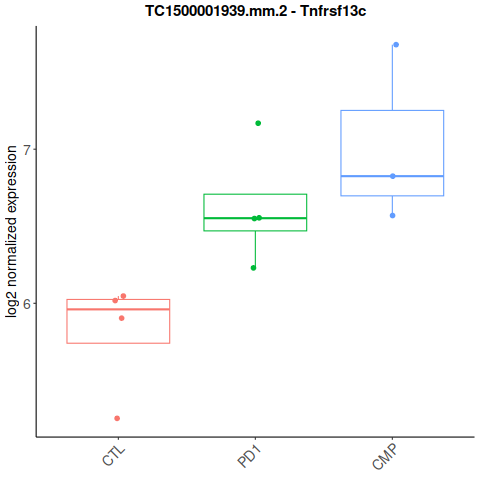 TC1500001939.mm.2 - Tnfrsf13c
log2 normalized expression
7
6
CTL
PD1
CMP